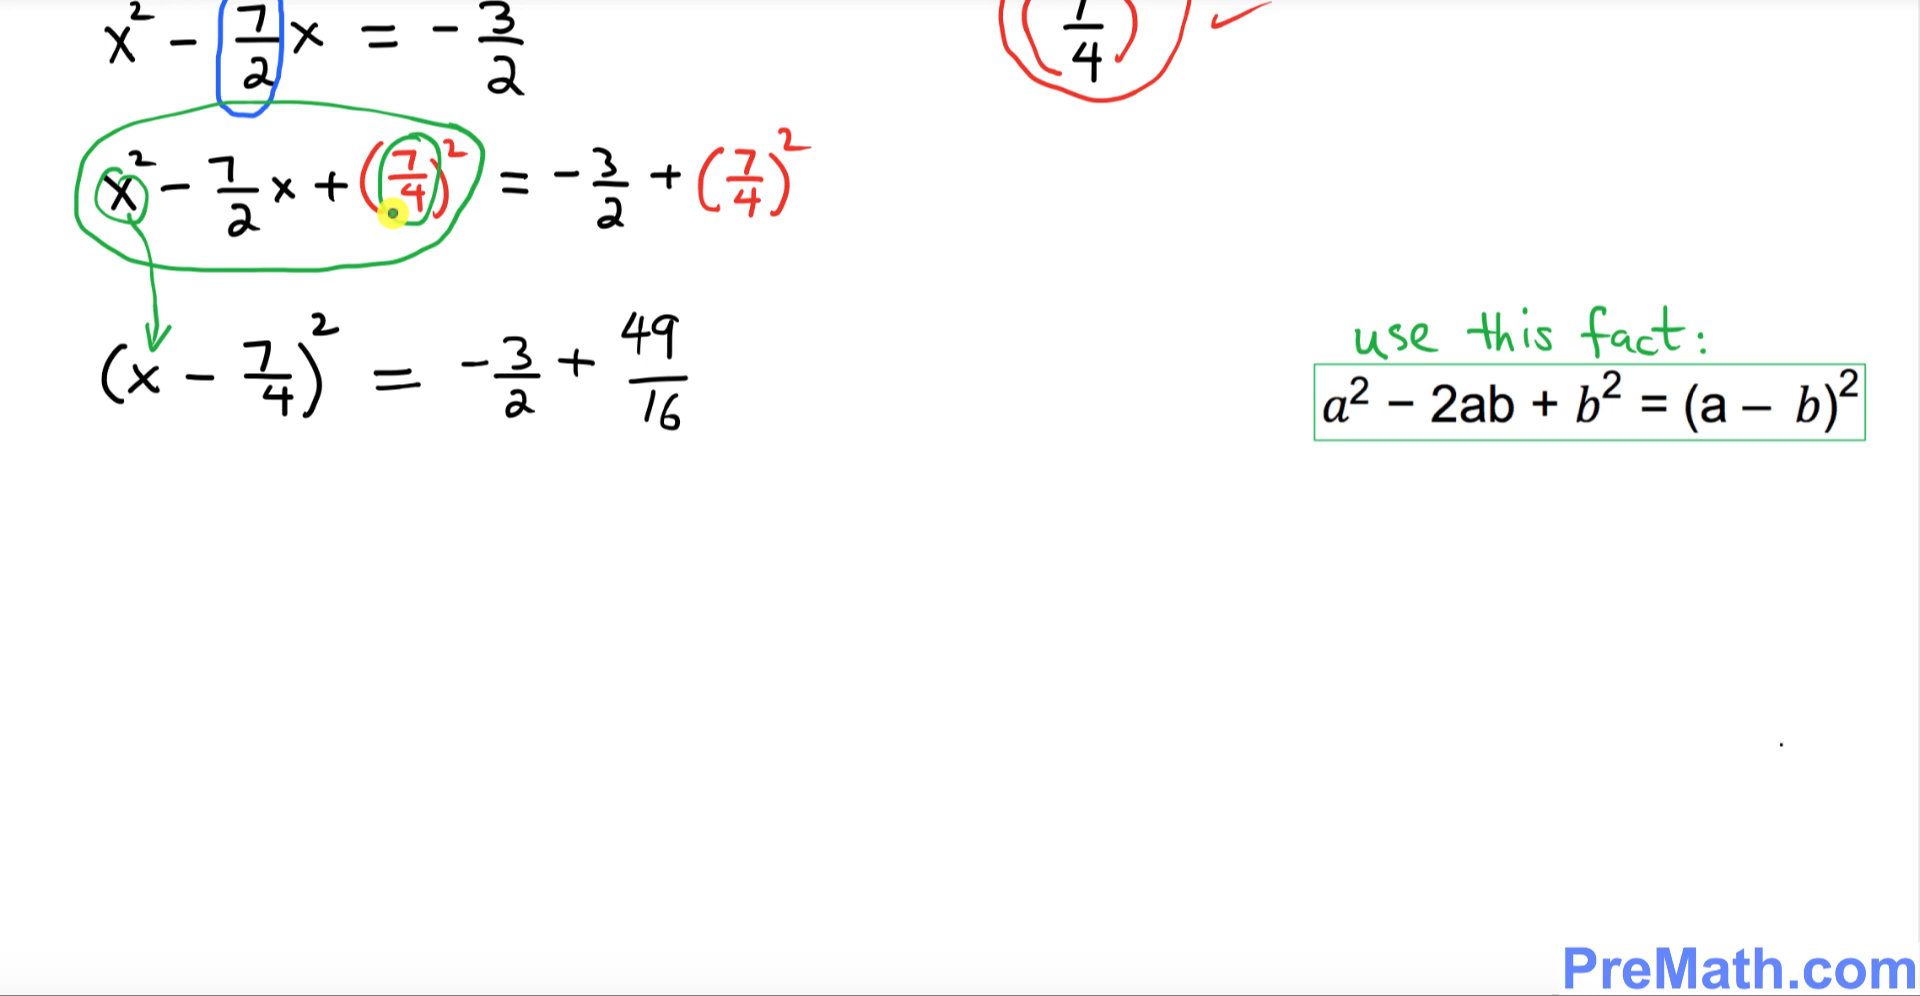 x² - 7/2 x = - 3/2
(7/4)
x² - 7/2 x + (7/4)² = - 3/2 + (7/4)²
(x - 7/4)² = - 3/2 + 49/16
use this fact:
a² − 2ab + b² = (a − b)²
PreMath.com